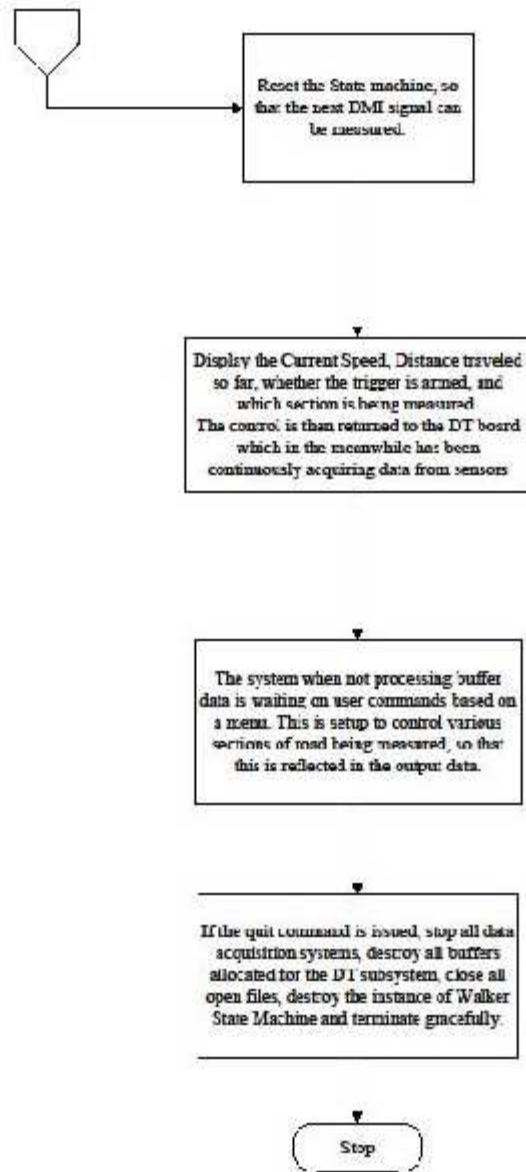 Reset the State machine, so
that the next DMI signal can
be measured.
Display the Current Speed, Distance traveled
so far, whether the trigger is armed, and
which section is being measured
The control is then returned to the DT board
which in the meanwhile has been
continuously acquiring data from sensors
The system when not processing buffer
data is waiting on user commands based on
a menu. This is setup to control various
sections of road being measured, so that
this is reflected in the output data.
If the quit command is issued, stop all data
acquisition systems, destroy all buffers
allocated for the DT subsystem, close all
open files, destroy the instance of Walker
State Machine and terminate gracefully.
Stop